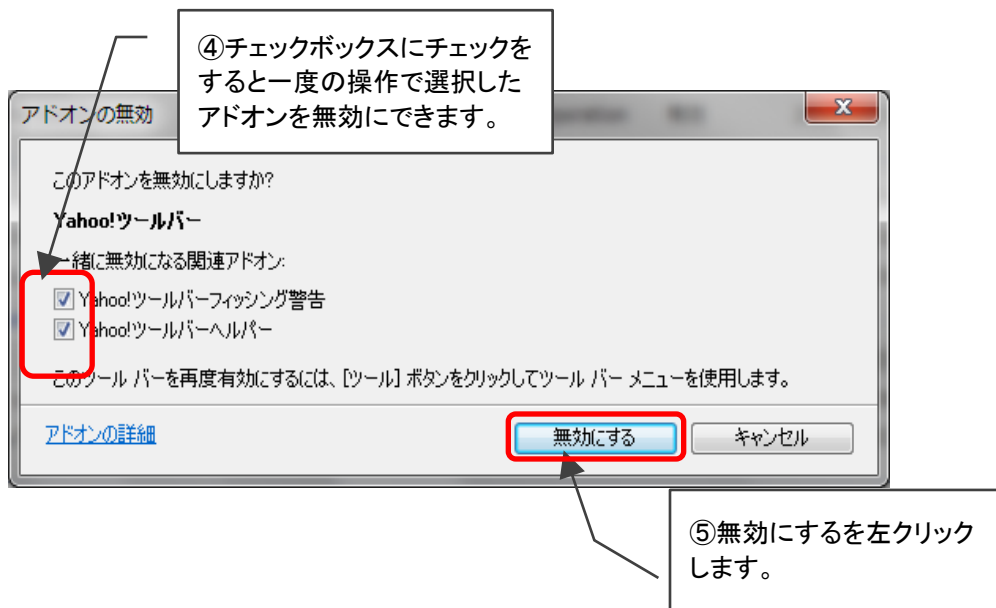 ④チェックボックスにチェックを
すると一度の操作で選択した
アドオンを無効にできます。
アドオンの無効
このアドオンを無効にしますか?
Yahoo!ツールバー
一緒に無効になる関連アドオン:
Yahoo!ツールバーフィッシング警告
Yahoo!ツールバーヘルパー
このツール バーを再度有効にするには、[ツール] ボタンをクリックしてツール バー メニューを使用します。
アドオンの詳細
無効にする
キャンセル
⑤無効にするを左クリック
します。